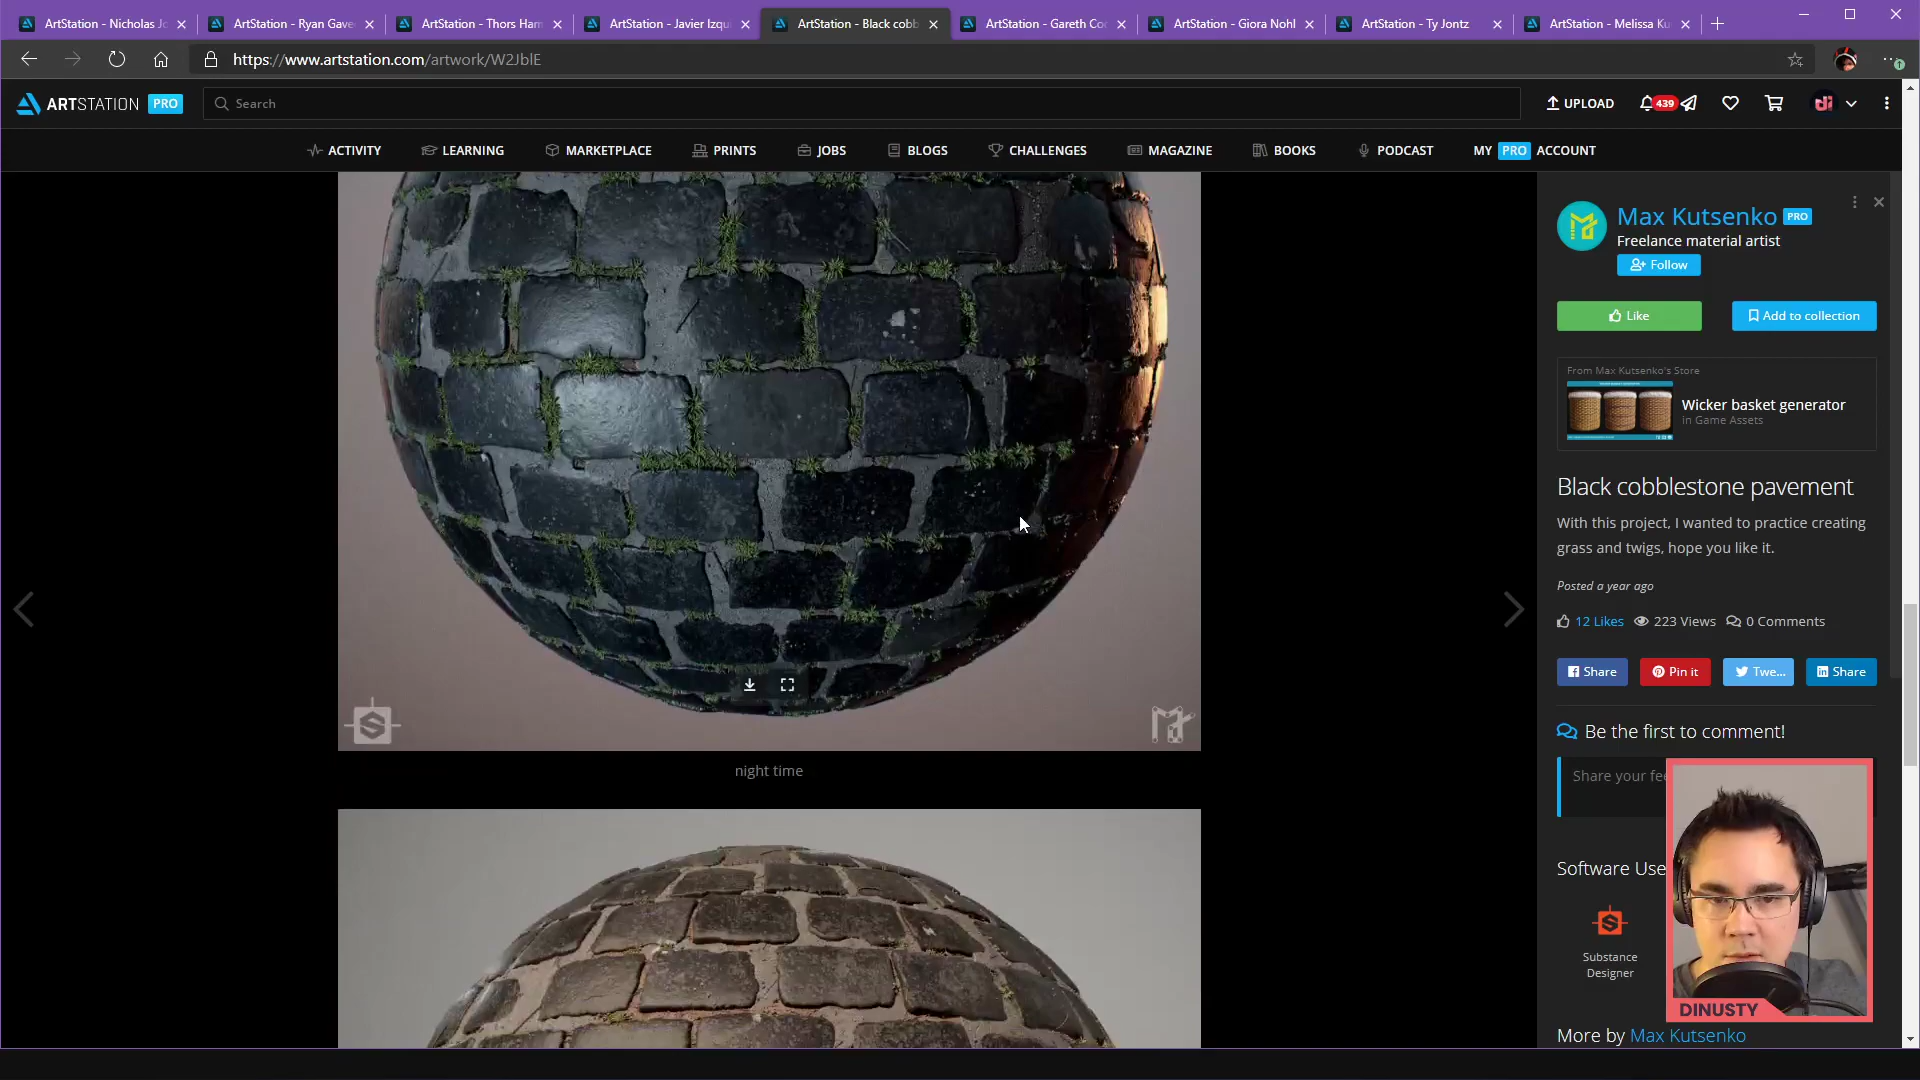 ArtStation - Nicholas Jo
ArtStation - Ryan Gave
ArtStation - Thors Ham
ArtStation - Javier Izqu
ArtStation - Black cobb
ArtStation - Gareth Co
ArtStation - Giora Nohl
ArtStation - Ty Jontz
ArtStation - Melissa Ku
https://www.artstation.com/artwork/W2JblE
ARTSTATION PRO
Search
UPLOAD
439
di
ACTIVITY
LEARNING
MARKETPLACE
PRINTS
JOBS
BLOGS
CHALLENGES
MAGAZINE
BOOKS
PODCAST
MY PRO ACCOUNT
Max Kutsenko PRO
Freelance material artist
Follow
Like
Add to collection
From Max Kutsenko's Store
Wicker basket generator
in Game Assets
Black cobblestone pavement
With this project, I wanted to practice creating
grass and twigs, hope you like it.
Posted a year ago
12 Likes 223 Views 0 Comments
Share
Pin it
Twe...
Share
Be the first to comment!
Share your fee
Software Use
Substance
Designer
More by Max Kutsenko
night time
DINUSTY